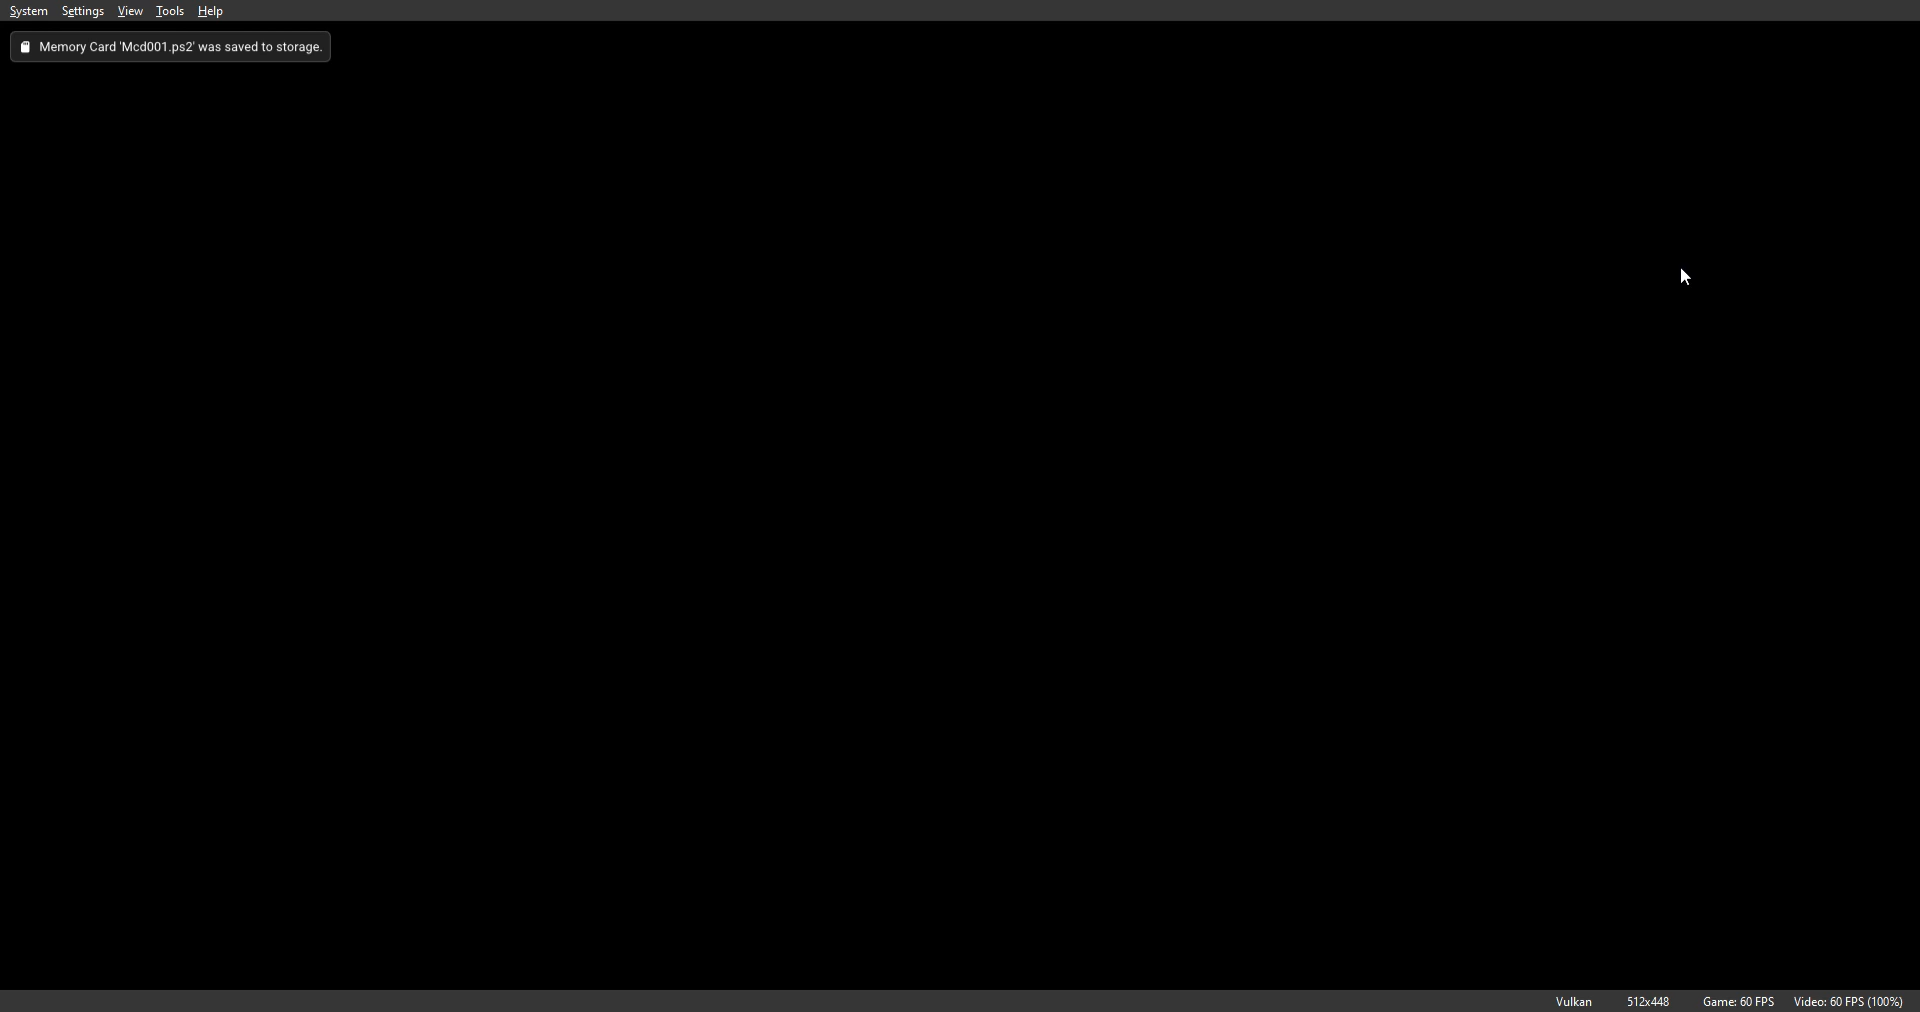 System Settings View Tools Help
Memory Card 'Mcd001.ps2' was saved to storage.
Vulkan 512x448 Game: 60 FPS Video: 60 FPS (100%)